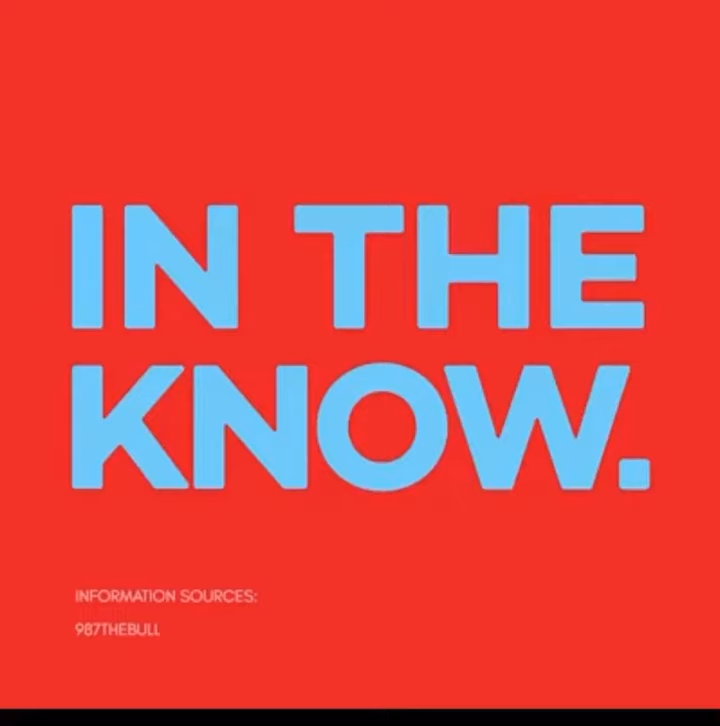 IN THE
KNOW.
INFORMATION SOURCES:
987THEBULL